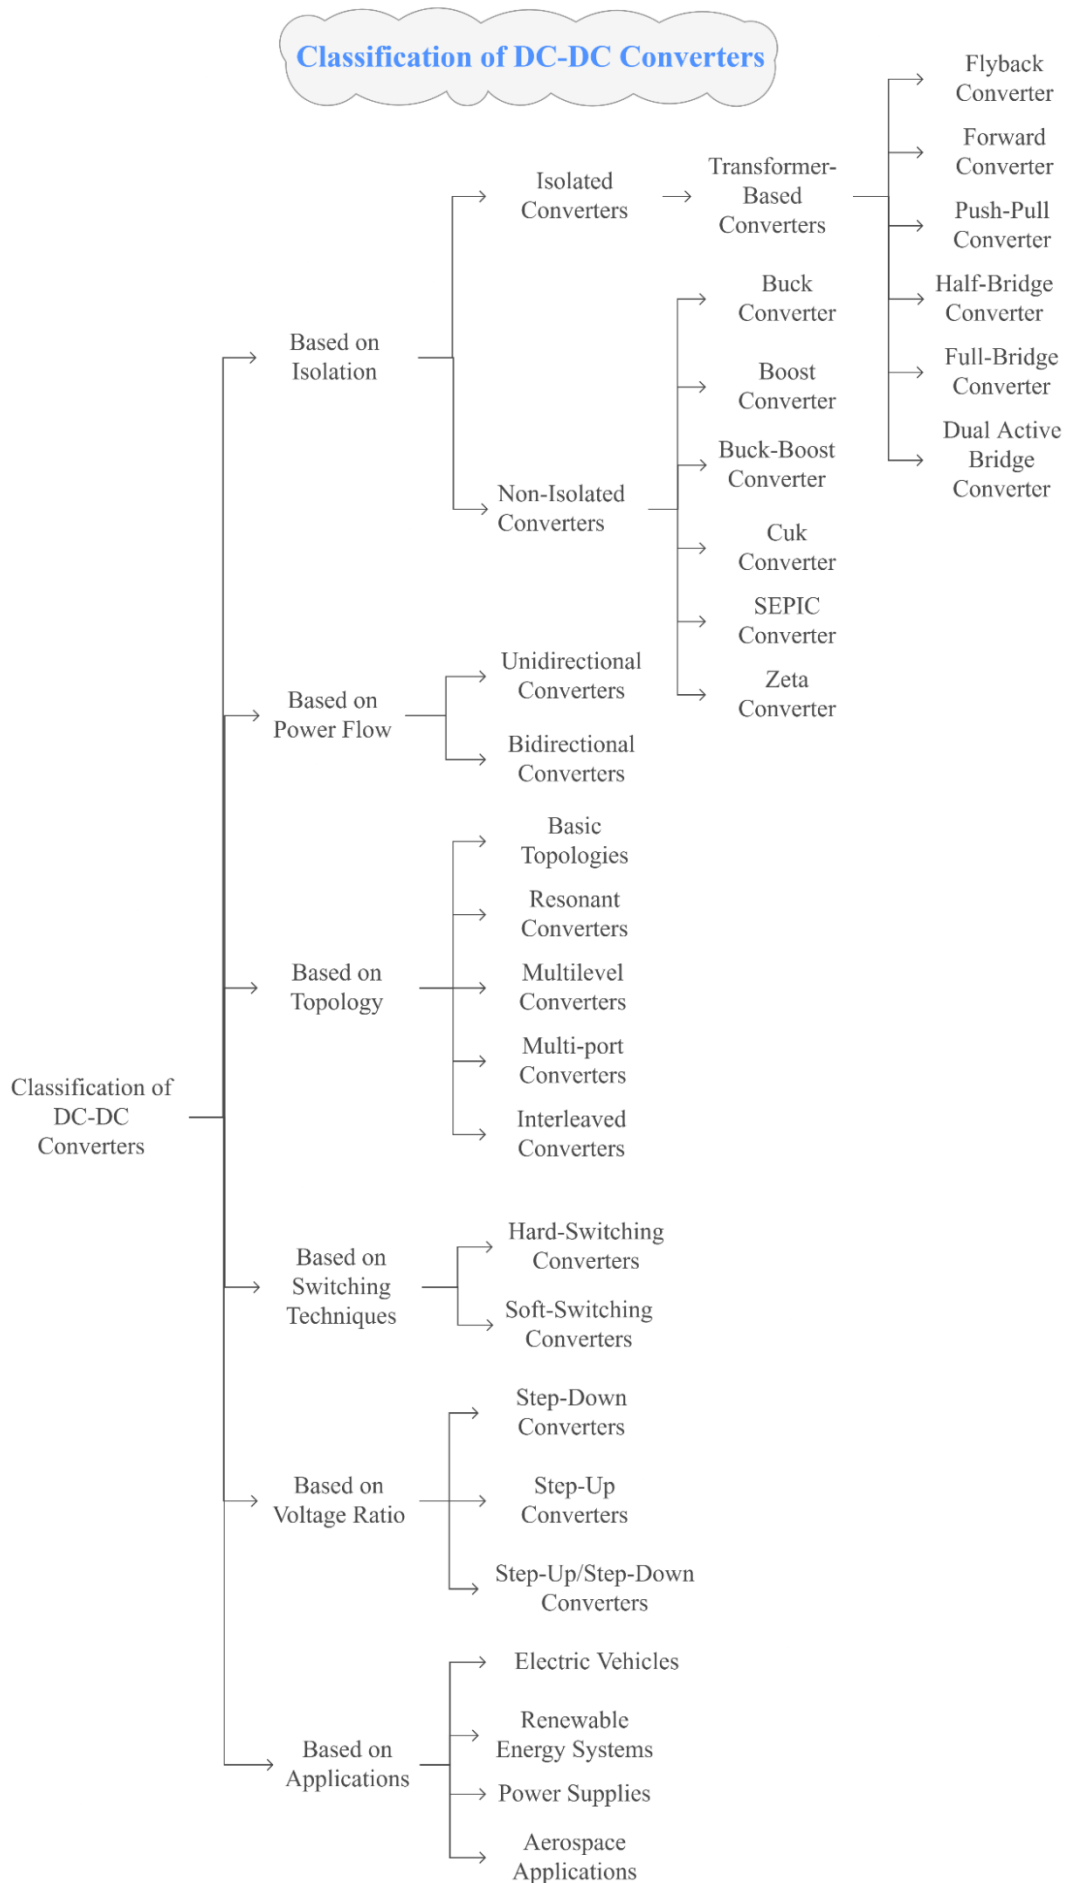 Classification of DC-DC Converters
Classification of
DC-DC
Converters
Based on
Isolation
Isolated
Converters
Transformer-
Based
Converters
Flyback
Converter
Forward
Converter
Push-Pull
Converter
Half-Bridge
Converter
Full-Bridge
Converter
Dual Active
Bridge
Converter
Non-Isolated
Converters
Buck
Converter
Boost
Converter
Buck-Boost
Converter
Cuk
Converter
SEPIC
Converter
Zeta
Converter
Based on
Power Flow
Unidirectional
Converters
Bidirectional
Converters
Based on
Topology
Basic
Topologies
Resonant
Converters
Multilevel
Converters
Multi-port
Converters
Interleaved
Converters
Based on
Switching
Techniques
Hard-Switching
Converters
Soft-Switching
Converters
Based on
Voltage Ratio
Step-Down
Converters
Step-Up
Converters
Step-Up/Step-Down
Converters
Based on
Applications
Electric Vehicles
Renewable
Energy Systems
Power Supplies
Aerospace
Applications